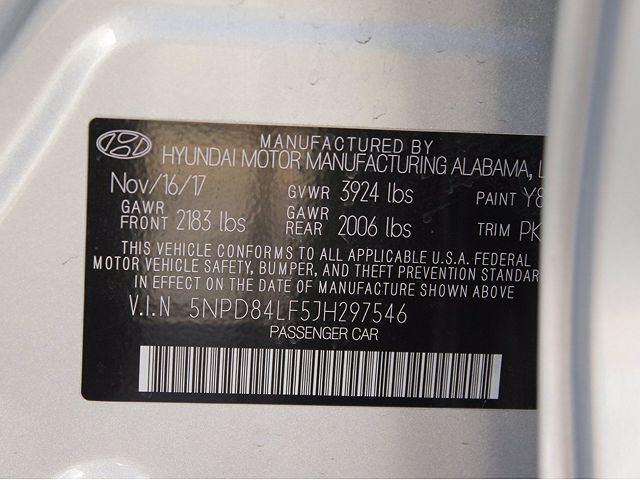 MANUFACTURED BY
HYUNDAI MOTOR MANUFACTURING ALABAMA,
Nov/16/17 GVWR 3924 lbs PAINT
GAWR FRONT 2183 lbs GAWR REAR 2006 lbs TRIM PK
THIS VEHICLE CONFORMS TO ALL APPLICABLE U.S.A. FEDERAL
MOTOR VEHICLE SAFETY, BUMPER, AND THEFT PREVENTION STANDAR
IN EFFECT ON THE DATE OF MANUFACTURE SHOWN ABOVE.
V.I.N 5NPD84LF5JH297546
PASSENGER CAR